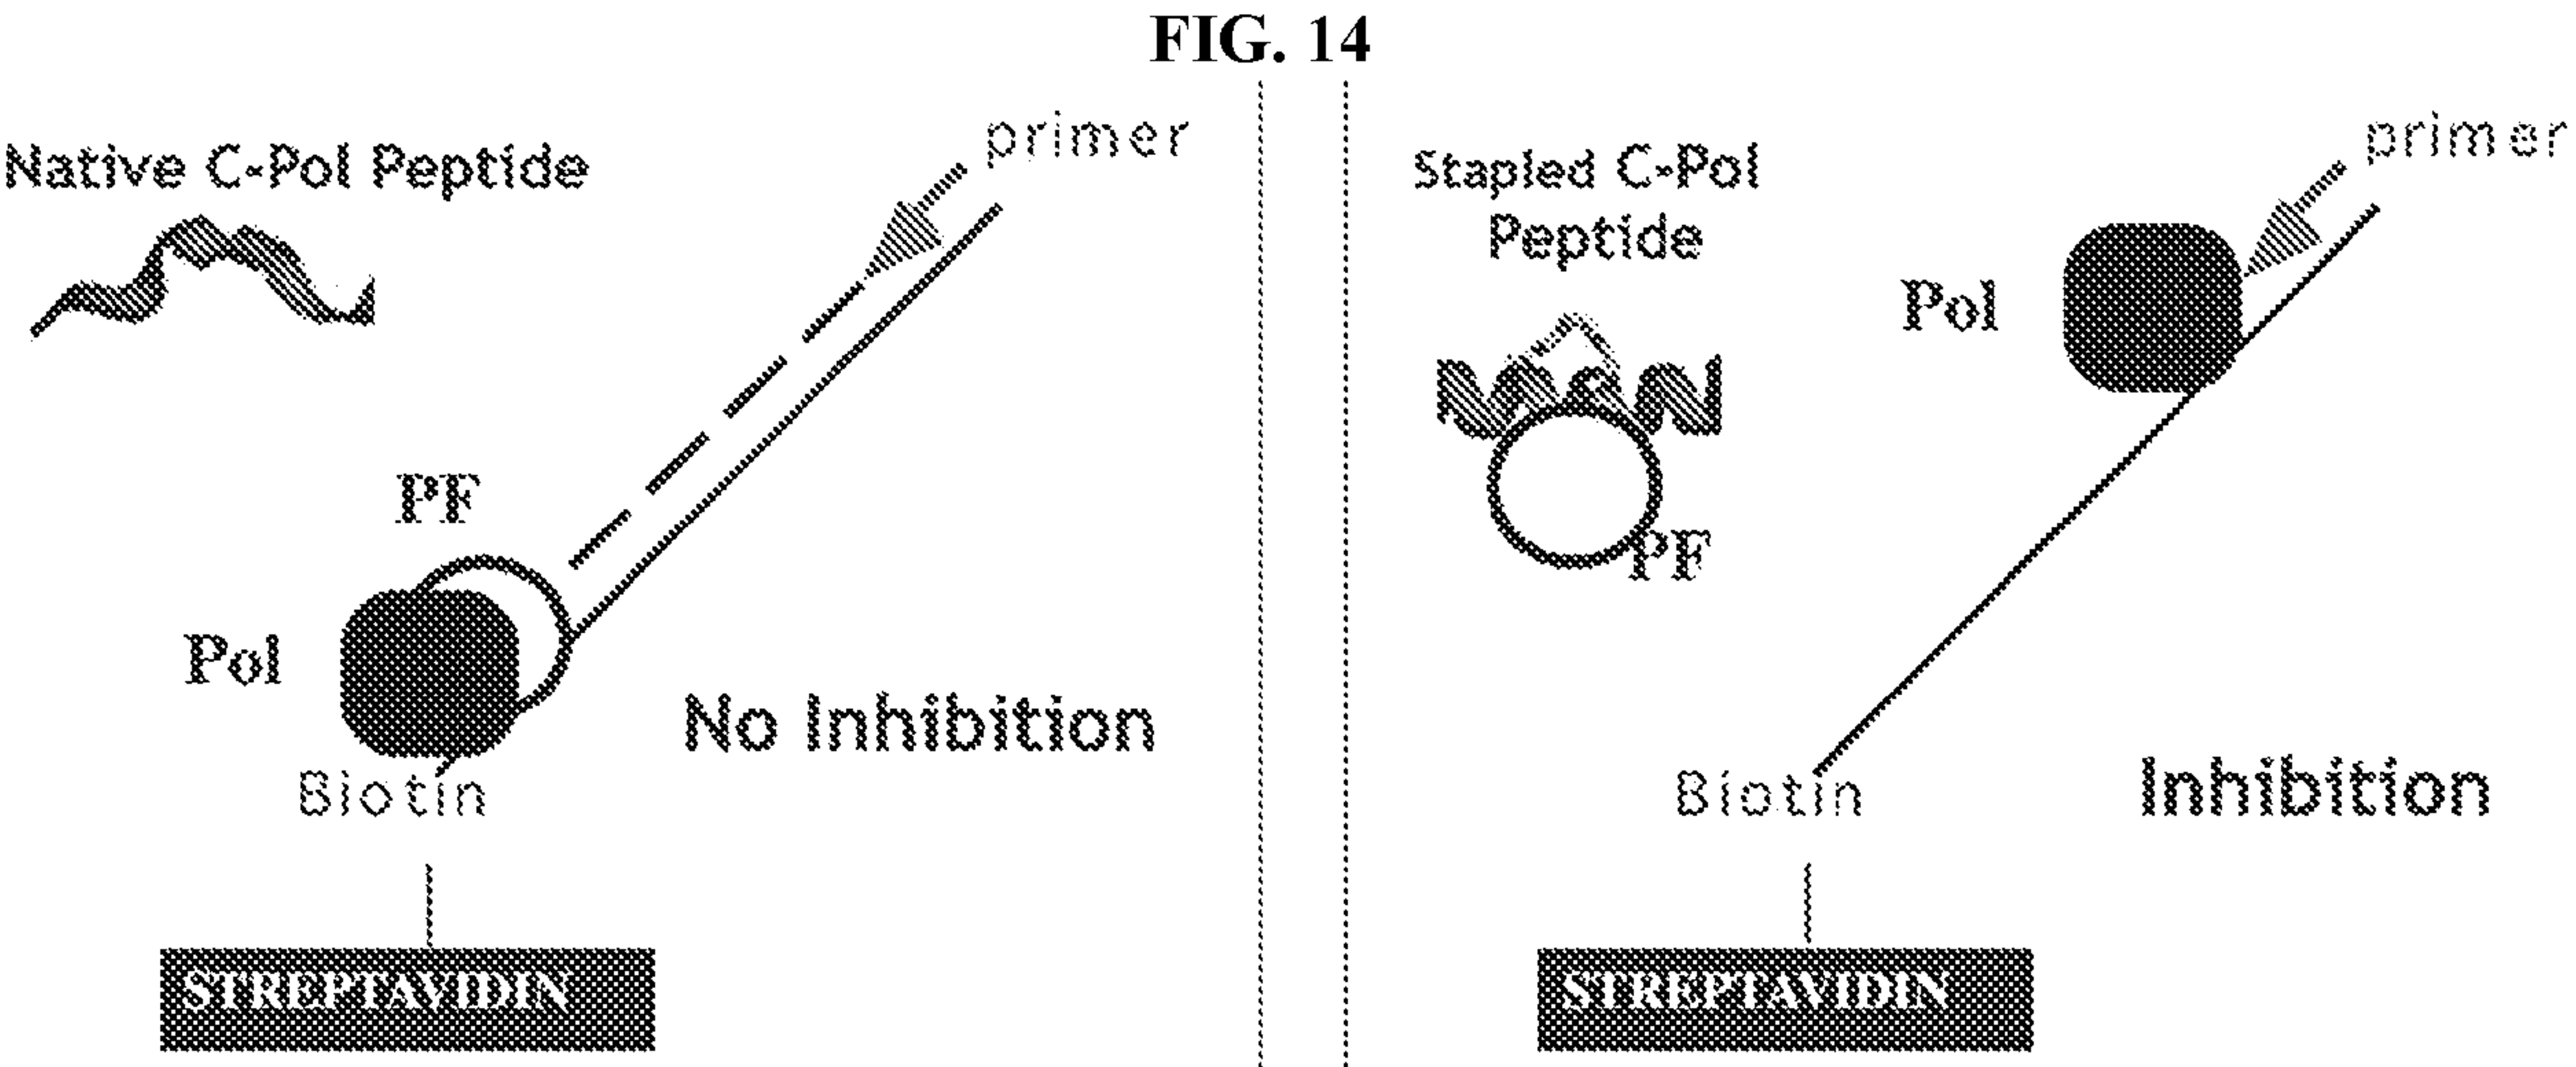 FIG. 14
Native C-Pol Peptide
primer
PF
Pol
No Inhibition
Biotin
STREPTAVIDIN
Stapled C-Pol
Peptide
primer
Pol
PF
Biotin
Inhibition
STREPTAVIDIN